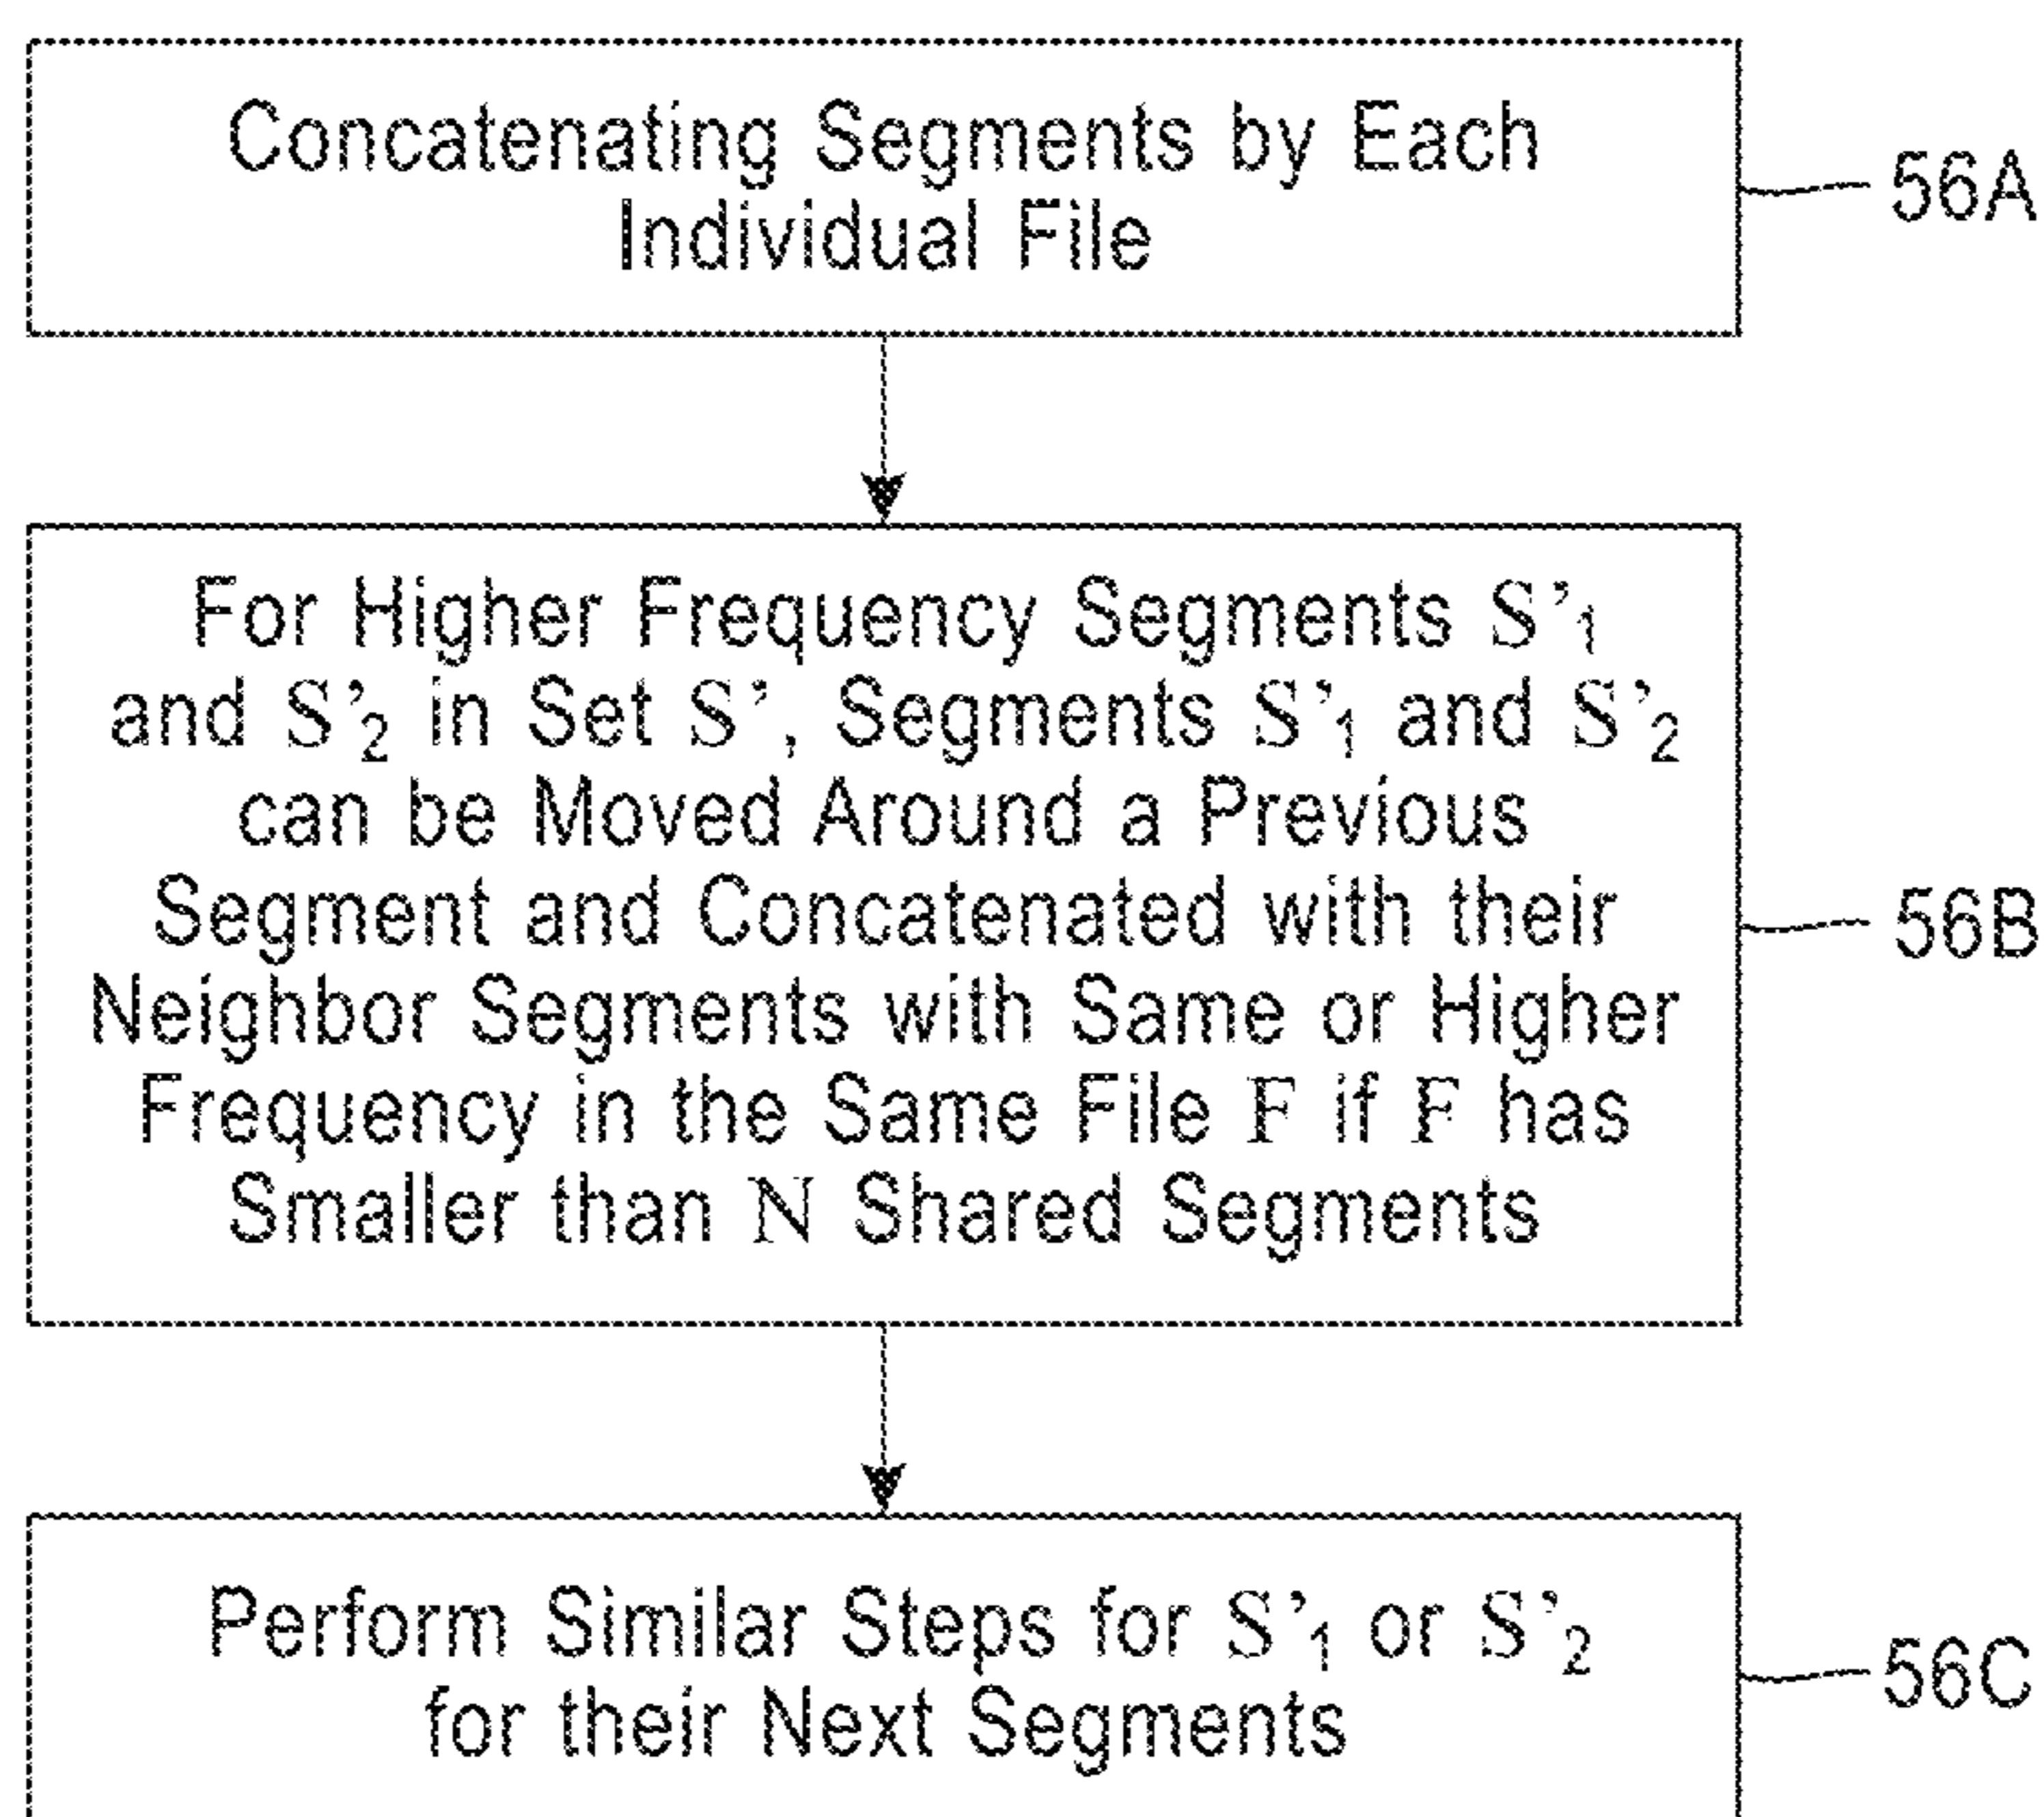 Concatenating Segments by Each
Individual File
56A
For Higher Frequency Segments S'₁
and S'₂ in Set S', Segments S'₁ and S'₂
can be Moved Around a Previous
Segment and Concatenated with their
Neighbor Segments with Same or Higher
Frequency in the Same File F if F has
Smaller than N Shared Segments
56B
Perform Similar Steps for S'₁ or S'₂
for their Next Segments
56C